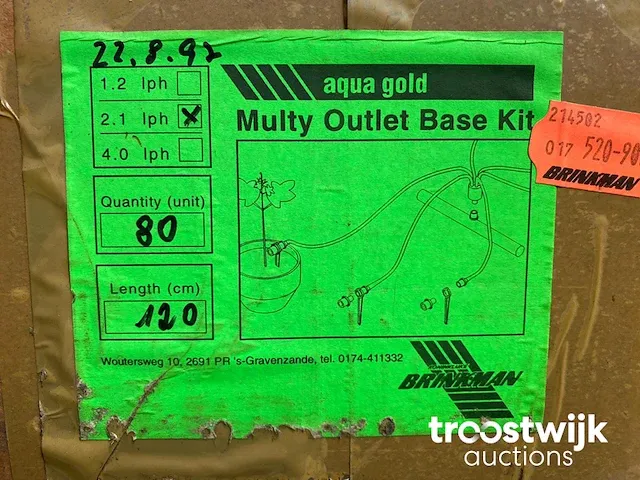 22.8.97
1.2 lph
2.1 lph X
4.0 lph
Quantity (unit)
80
Length (cm)
120
aqua gold
Multy Outlet Base Kit
214502
017 520-90
BRINKMAN
Woutersweg 10, 2691 PR 's-Gravenzande, tel. 0174-411332
BRINKMAN
troostwijk
auctions